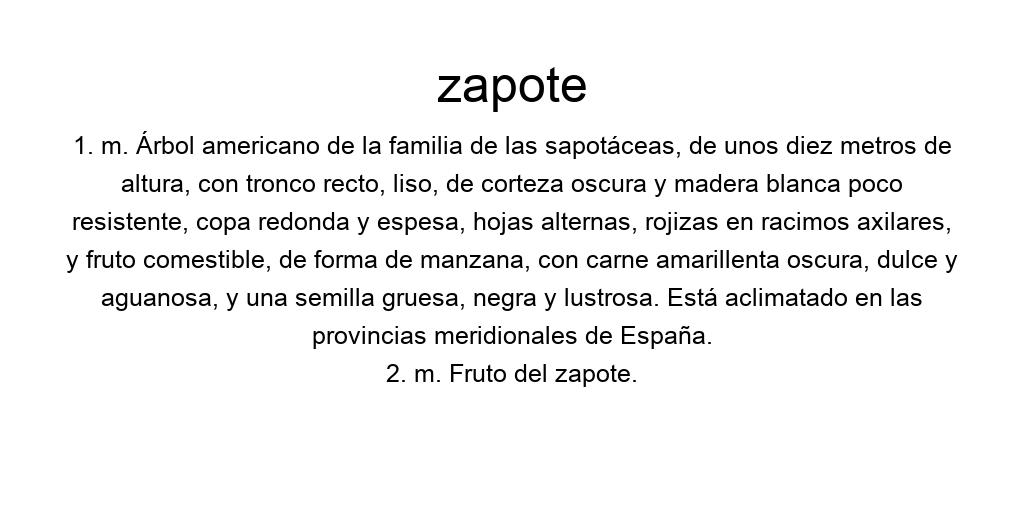 zapote
1. m. Árbol americano de la familia de las sapotáceas, de unos diez metros de
altura, con tronco recto, liso, de corteza oscura y madera blanca poco
resistente, copa redonda y espesa, hojas alternas, rojizas en racimos axilares,
y fruto comestible, de forma de manzana, con carne amarillenta oscura, dulce y
aguanosa, y una semilla gruesa, negra y lustrosa. Está aclimatado en las
provincias meridionales de España.
2. m. Fruto del zapote.